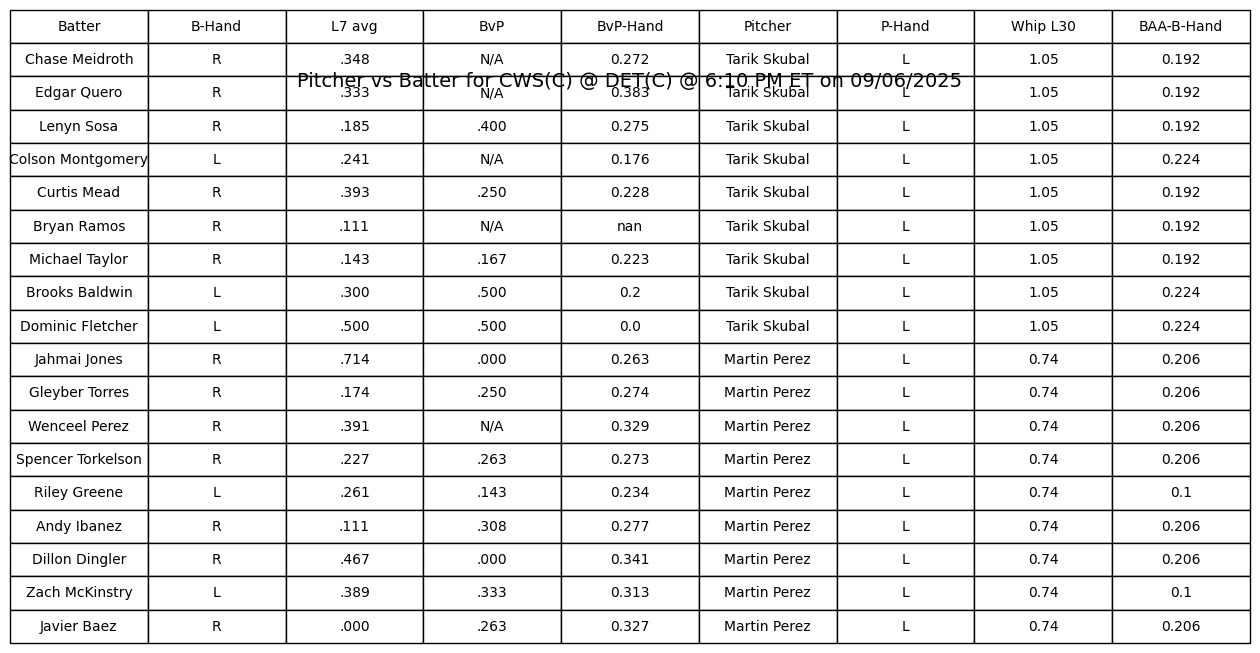 Batter B-Hand L7 avg BvP BvP-Hand Pitcher P-Hand Whip L30 BAA-B-Hand
Chase Meidroth R .348 N/A 0.272 Tarik Skubal L 1.05 0.192
Pitcher vs Batter for CWS(C) @ DET(C) @ 6:10 PM ET on 09/06/2025
Edgar Quero R .333 N/A 0.383 Tarik Skubal L 1.05 0.192
Lenyn Sosa R .185 .400 0.275 Tarik Skubal L 1.05 0.192
Colson Montgomery L .241 N/A 0.176 Tarik Skubal L 1.05 0.224
Curtis Mead R .393 .250 0.228 Tarik Skubal L 1.05 0.192
Bryan Ramos R .111 N/A nan Tarik Skubal L 1.05 0.192
Michael Taylor R .143 .167 0.223 Tarik Skubal L 1.05 0.192
Brooks Baldwin L .300 .500 0.2 Tarik Skubal L 1.05 0.224
Dominic Fletcher L .500 .500 0.0 Tarik Skubal L 1.05 0.224
Jahmai Jones R .714 .000 0.263 Martin Perez L 0.74 0.206
Gleyber Torres R .174 .250 0.274 Martin Perez L 0.74 0.206
Wenceel Perez R .391 N/A 0.329 Martin Perez L 0.74 0.206
Spencer Torkelson R .227 .263 0.273 Martin Perez L 0.74 0.206
Riley Greene L .261 .143 0.234 Martin Perez L 0.74 0.1
Andy Ibanez R .111 .308 0.277 Martin Perez L 0.74 0.206
Dillon Dingler R .467 .000 0.341 Martin Perez L 0.74 0.206
Zach McKinstry L .389 .333 0.313 Martin Perez L 0.74 0.1
Javier Baez R .000 .263 0.327 Martin Perez L 0.74 0.206